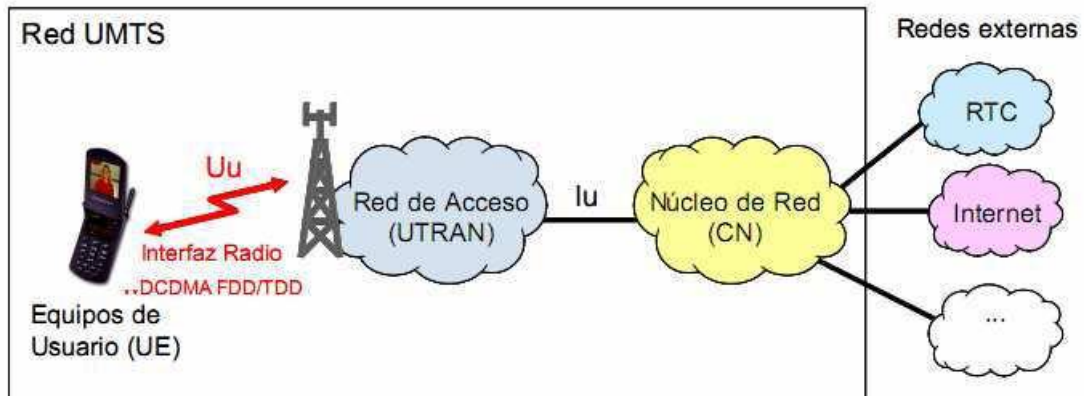 Red UMTS
Redes externas
RTC
Uu
Iu
Red de Acceso
(UTRAN)
Núcleo de Red
(CN)
Internet
Interfaz Radio
..DCDMA FDD/TDD
Equipos de
Usuario (UE)
...